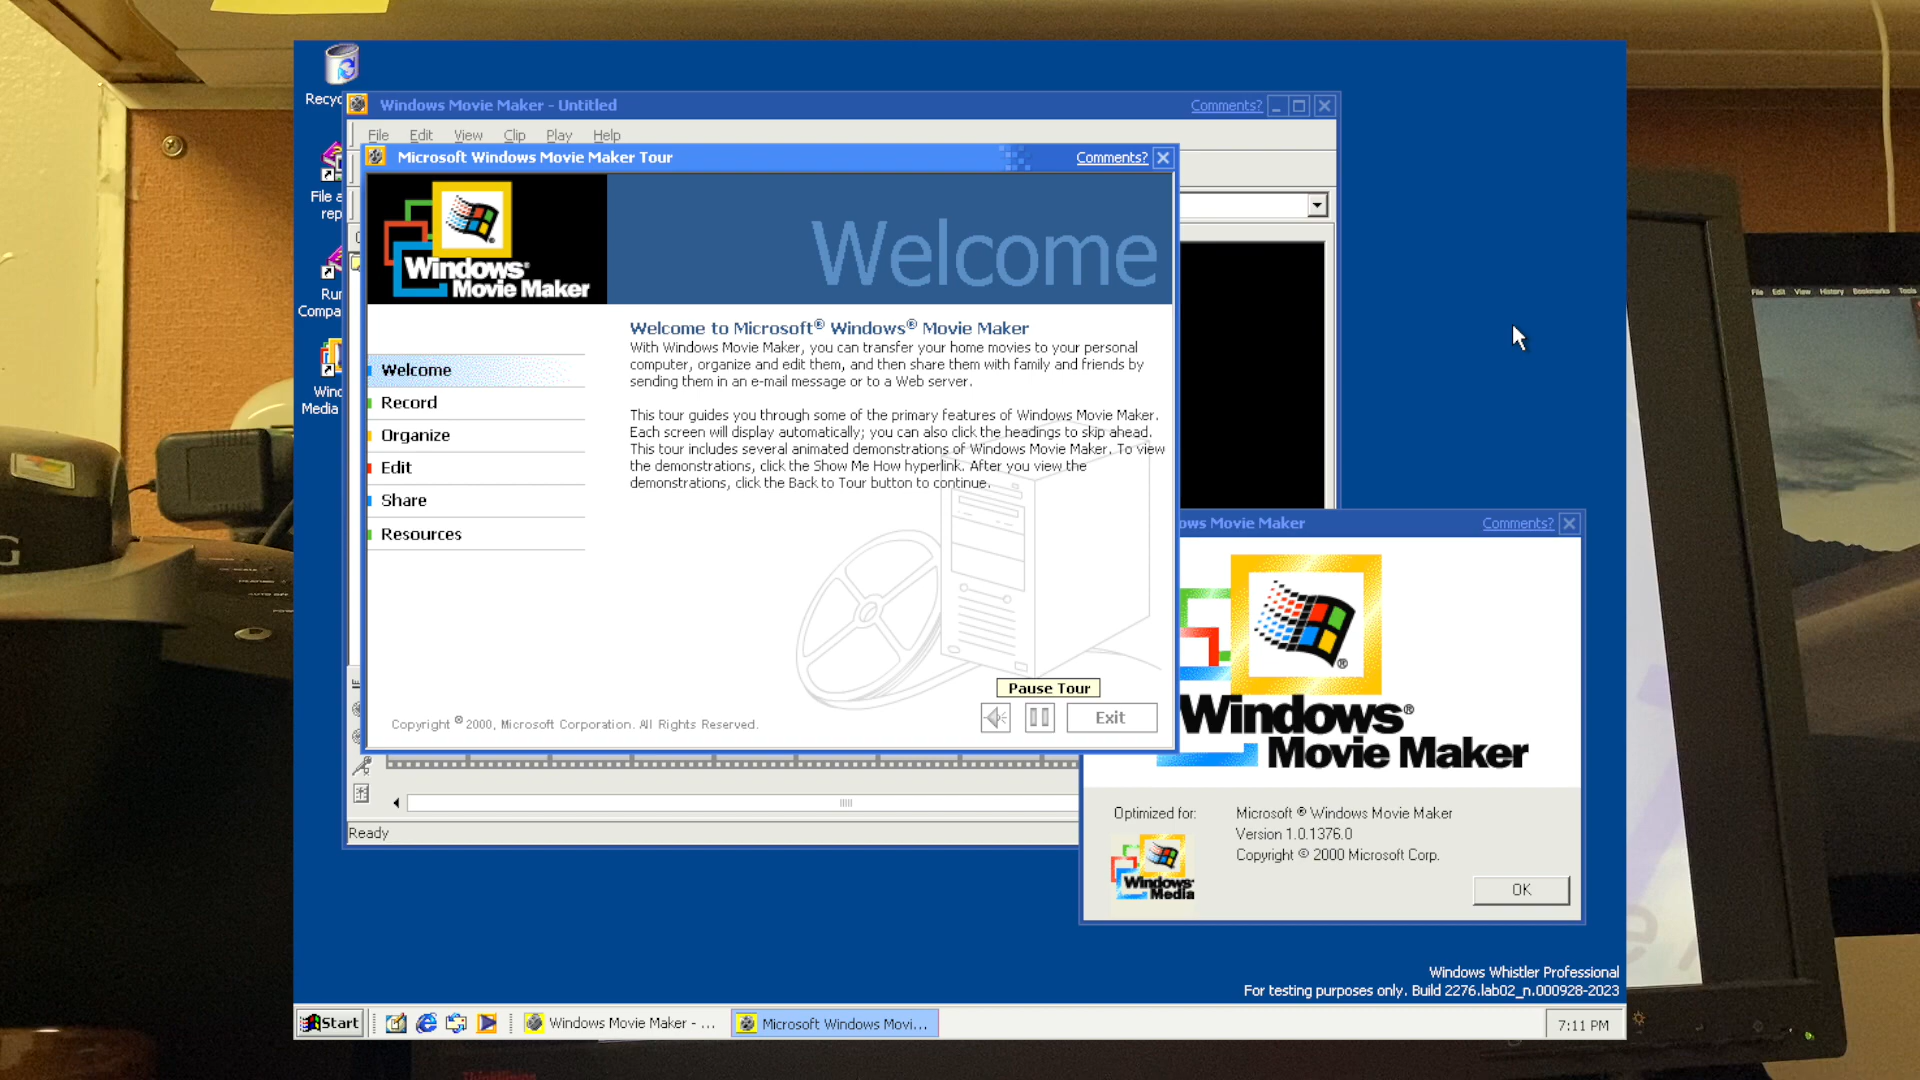 Recyc
File a
rep
Ru
Compa
Wind
Media
Windows Movie Maker - Untitled
Comments?
File Edit View Clip Play Help
Microsoft Windows Movie Maker Tour
Comments?
Windows®
Movie Maker
Welcome
Welcome
Record
Organize
Edit
Share
Resources
Welcome to Microsoft® Windows® Movie Maker
With Windows Movie Maker, you can transfer your home movies to your personal
computer, organize and edit them, and then share them with family and friends by
sending them in an e-mail message or to a Web server.
This tour guides you through some of the primary features of Windows Movie Maker.
Each screen will display automatically; you can also click the headings to skip ahead.
This tour includes several animated demonstrations of Windows Movie Maker. To view
the demonstrations, click the Show Me How hyperlink. After you view the
demonstrations, click the Back to Tour button to continue.
Pause Tour
Exit
Copyright ® 2000, Microsoft Corporation. All Rights Reserved.
Ready
ows Movie Maker
Comments?
Windows®
Movie Maker
Optimized for:
Windows
Media
Microsoft ® Windows Movie Maker
Version 1.0.1376.0
Copyright © 2000 Microsoft Corp.
OK
Windows Whistler Professional
For testing purposes only. Build 2276.lab02_n.000928-2023
Start
Windows Movie Maker - ...
Microsoft Windows Movi...
7:11 PM
File Edit View History Bookmarks Tools
G